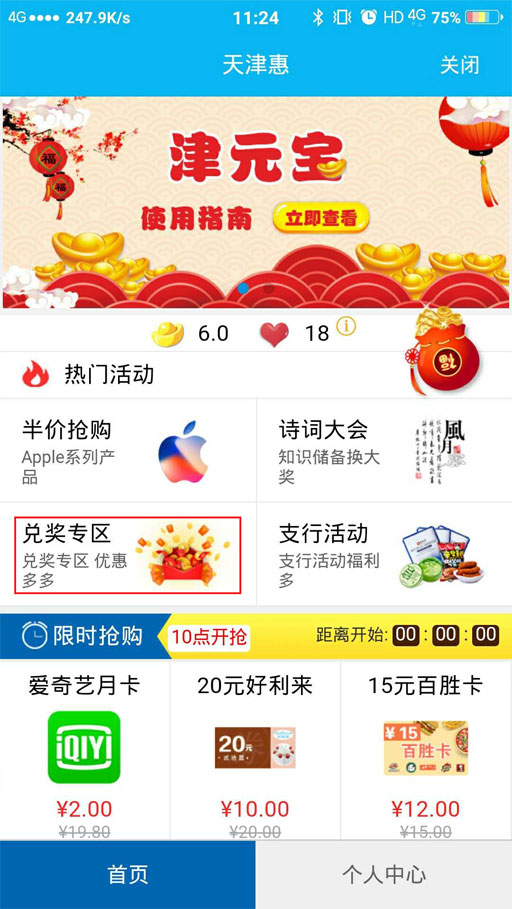 4G 247.9K/s 11:24 HD 4G 75%
天津惠 关闭
福
福
津元宝
使用指南 立即查看
6.0 18
福
热门活动
半价抢购
Apple系列产
品
诗词大会
知识储备换大
奖
風
月
兑奖专区
兑奖专区 优惠
多多
支行活动
支行活动福利
多
限时抢购 10点开抢 距离开始: 00 : 00 : 00
爱奇艺月卡
iQIYI
¥2.00
¥19.80
20元好利来
20元
¥10.00
¥20.00
15元百胜卡
¥15
百胜卡
¥12.00
¥15.00
首页 个人中心